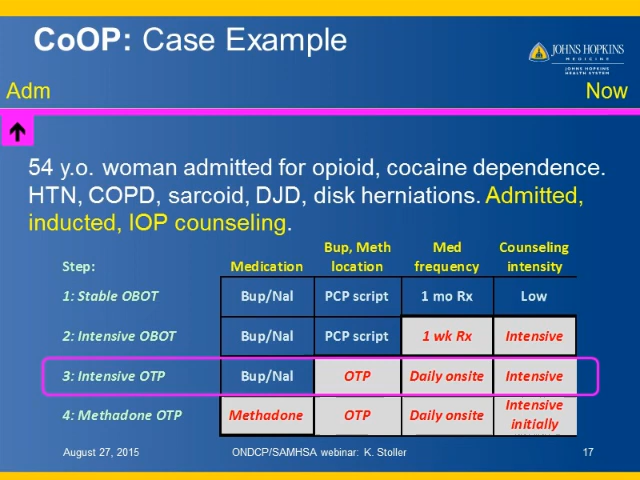 CoOP: Case Example
JOHNS HOPKINS
MEDICINE
JOHNS HOPKINS
HEALTH SYSTEM
Adm Now
54 y.o. woman admitted for opioid, cocaine dependence.
HTN, COPD, sarcoid, DJD, disk herniations. Admitted,
inducted, IOP counseling.
Step: Medication Bup, Meth location Med frequency Counseling intensity
1: Stable OBOT Bup/Nal PCP script 1 mo Rx Low
2: Intensive OBOT Bup/Nal PCP script 1 wk Rx Intensive
3: Intensive OTP Bup/Nal OTP Daily onsite Intensive
4: Methadone OTP Methadone OTP Daily onsite Intensive initially
August 27, 2015 ONDCP/SAMHSA webinar: K. Stoller 17